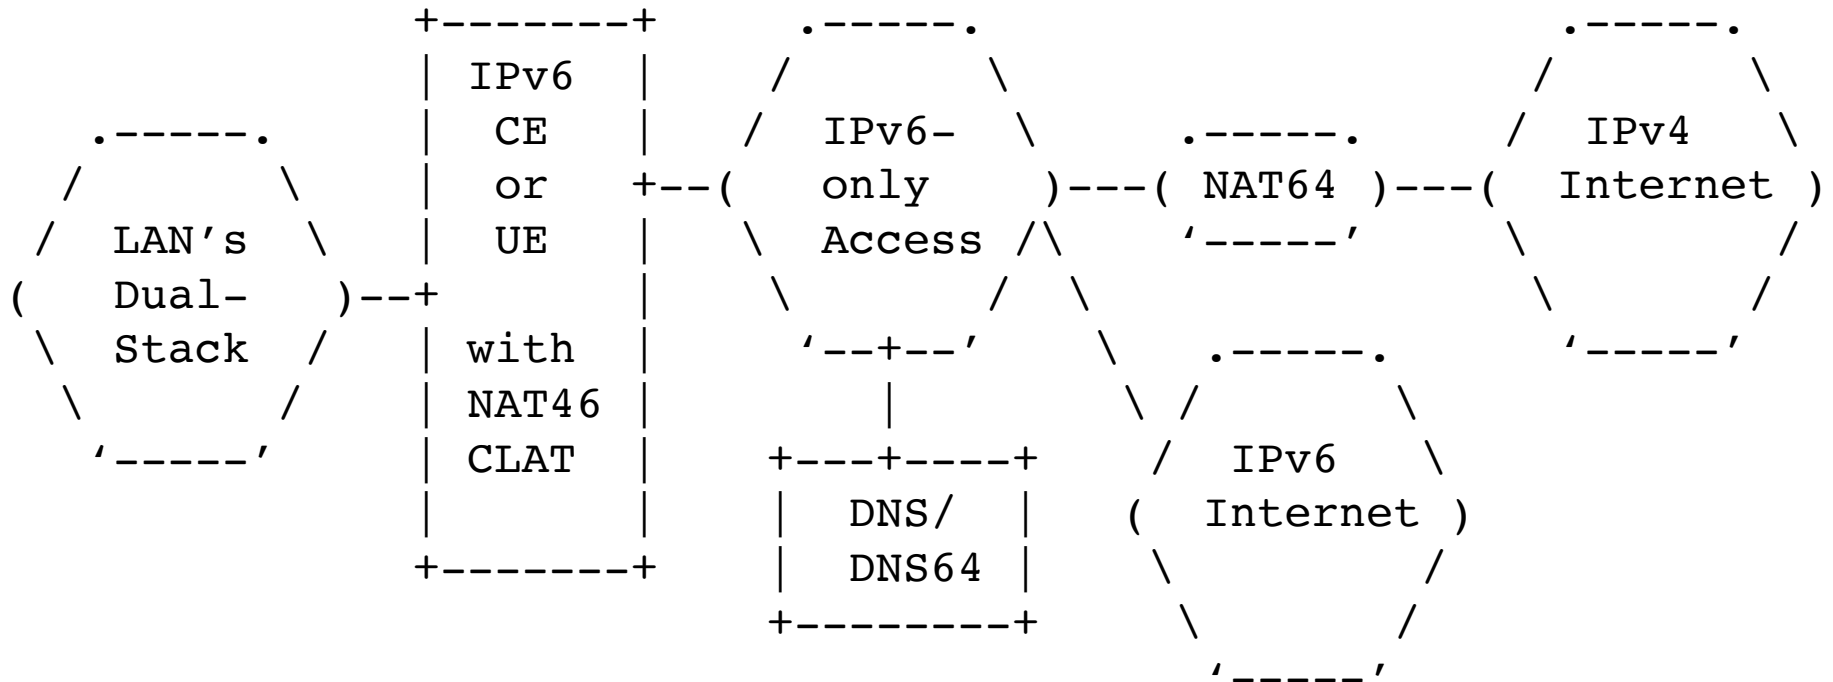 IPv6
CE
or
UE
with
NAT46
CLAT
LAN's
Dual-
Stack
IPv6-
only
Access
NAT64
IPv4
Internet
DNS/
DNS64
IPv6
Internet